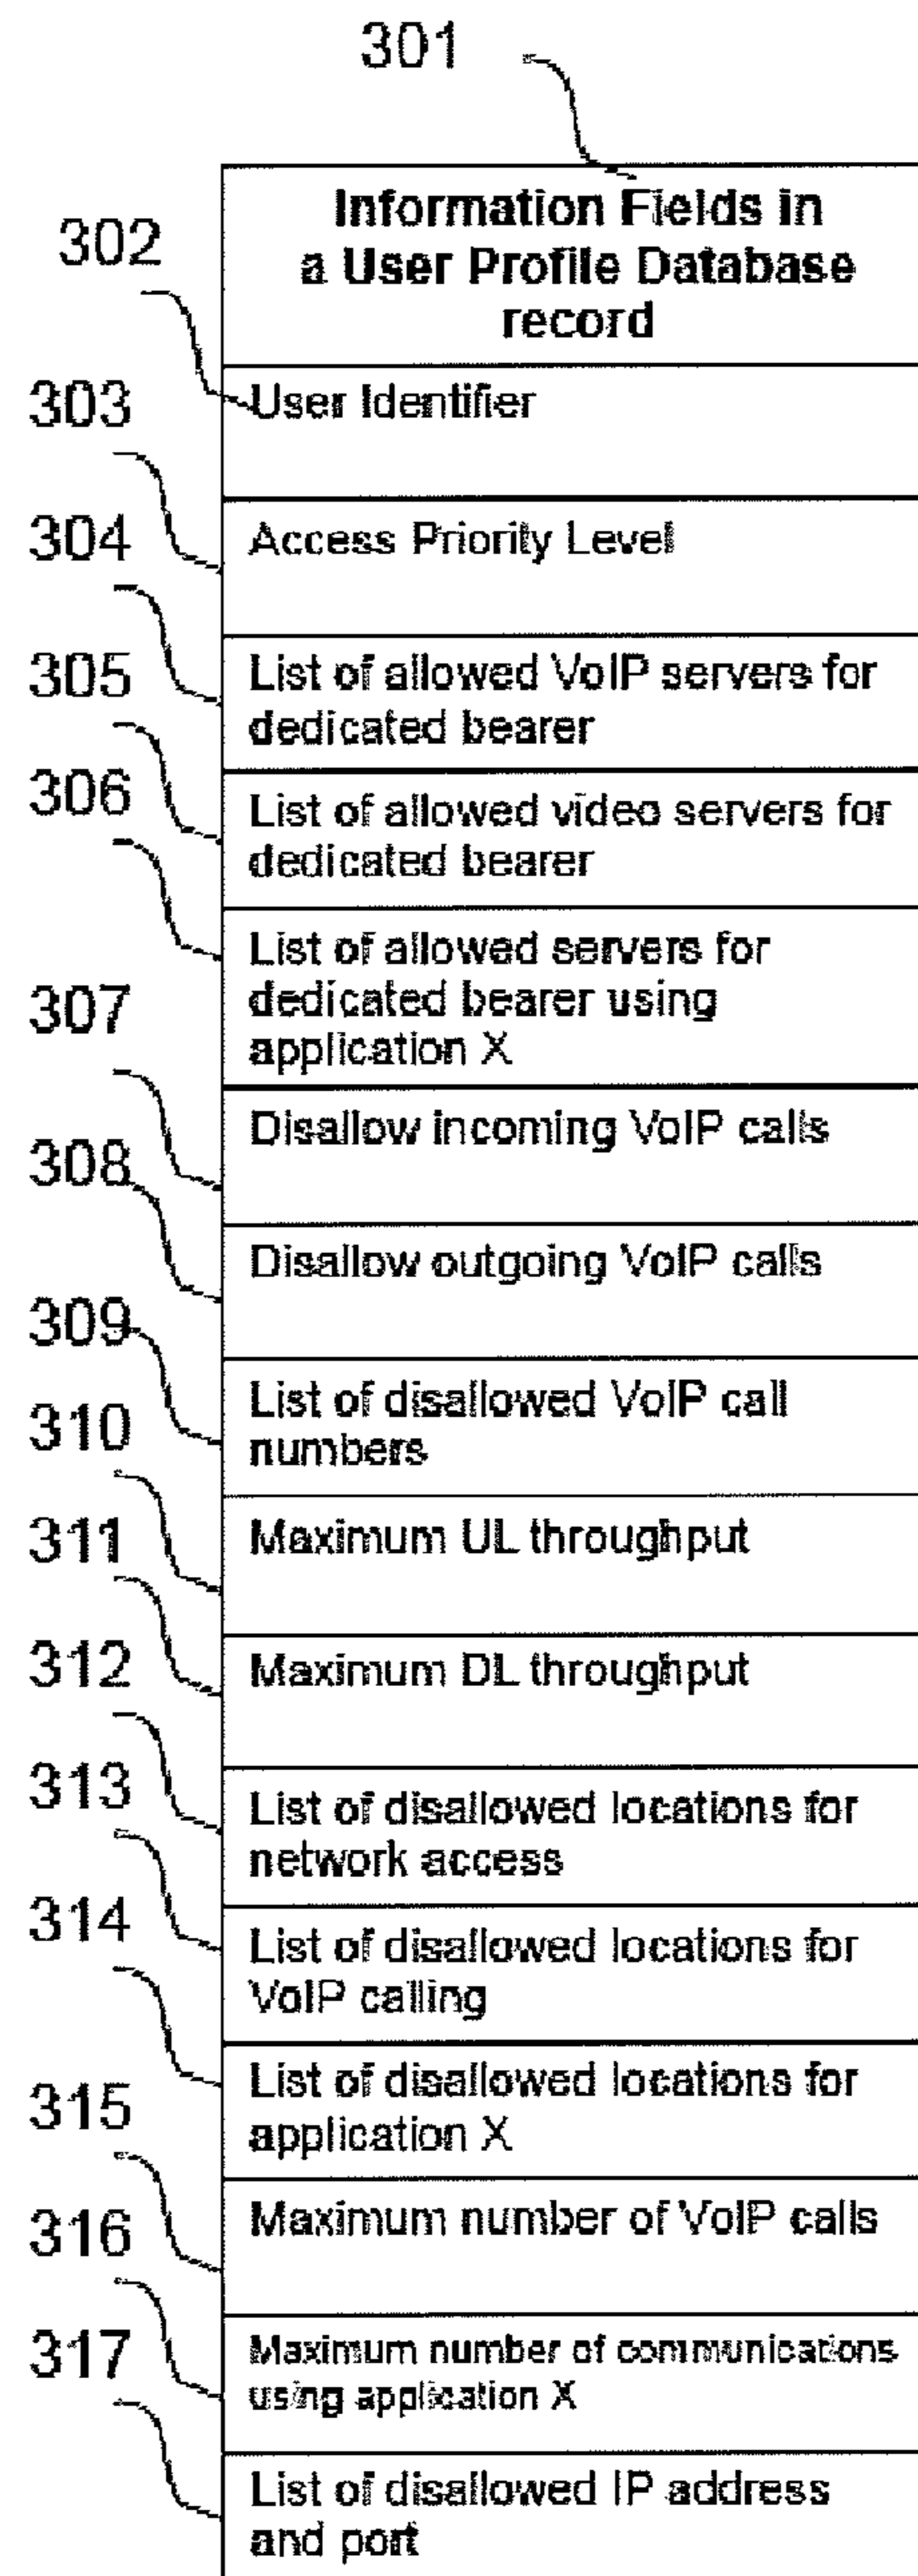 301
Information Fields in
a User Profile Database
record
302
User Identifier
303
Access Priority Level
304
List of allowed VoIP servers for
dedicated bearer
305
List of allowed video servers for
dedicated bearer
306
List of allowed servers for
dedicated bearer using
application X
307
Disallow incoming VoIP calls
308
Disallow outgoing VoIP calls
309
List of disallowed VoIP call
numbers
310
Maximum UL throughput
311
Maximum DL throughput
312
List of disallowed locations for
network access
313
List of disallowed locations for
VoIP calling
314
List of disallowed locations for
application X
315
Maximum number of VoIP calls
316
Maximum number of communications
using application X
317
List of disallowed IP address
and port